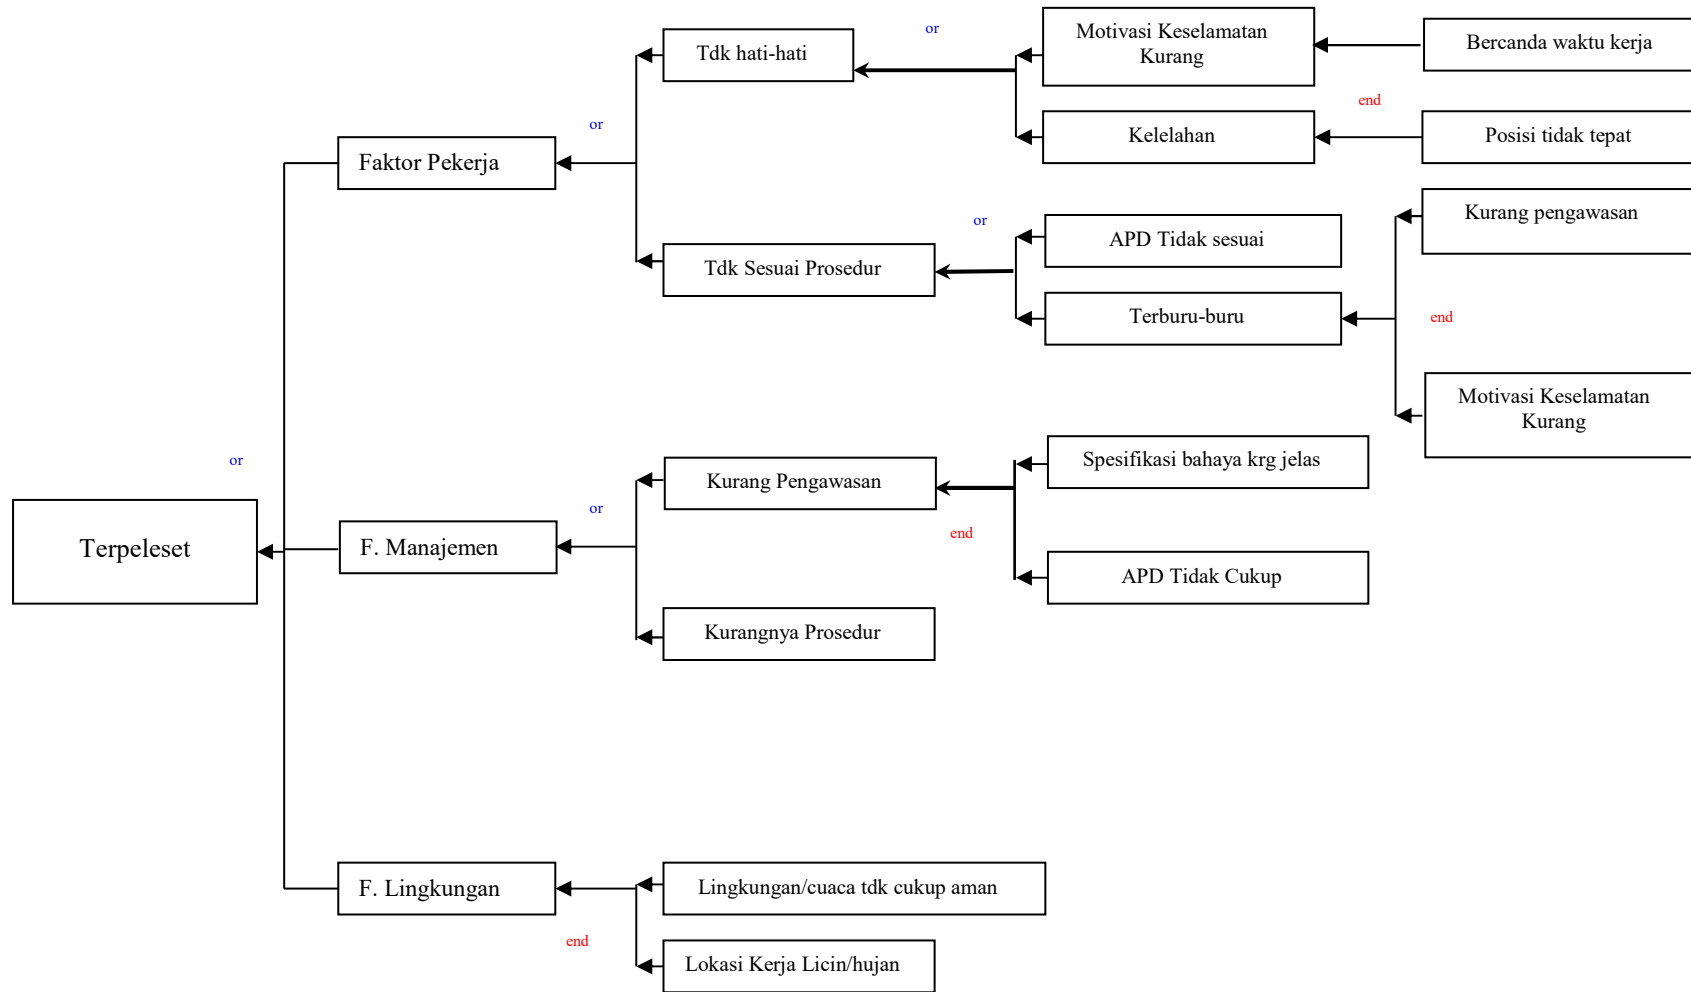 or
Tdk hati-hati
Motivasi Keselamatan
Kurang
Bercanda waktu kerja
end
or
Faktor Pekerja
Kelelahan
Posisi tidak tepat
or
Kurang pengawasan
APD Tidak sesuai
Tdk Sesuai Prosedur
Terburu-buru
end
Motivasi Keselamatan
Kurang
or
Spesifikasi bahaya krg jelas
Kurang Pengawasan
or
end
Terpeleset
F. Manajemen
APD Tidak Cukup
Kurangnya Prosedur
F. Lingkungan
Lingkungan/cuaca tdk cukup aman
end
Lokasi Kerja Licin/hujan